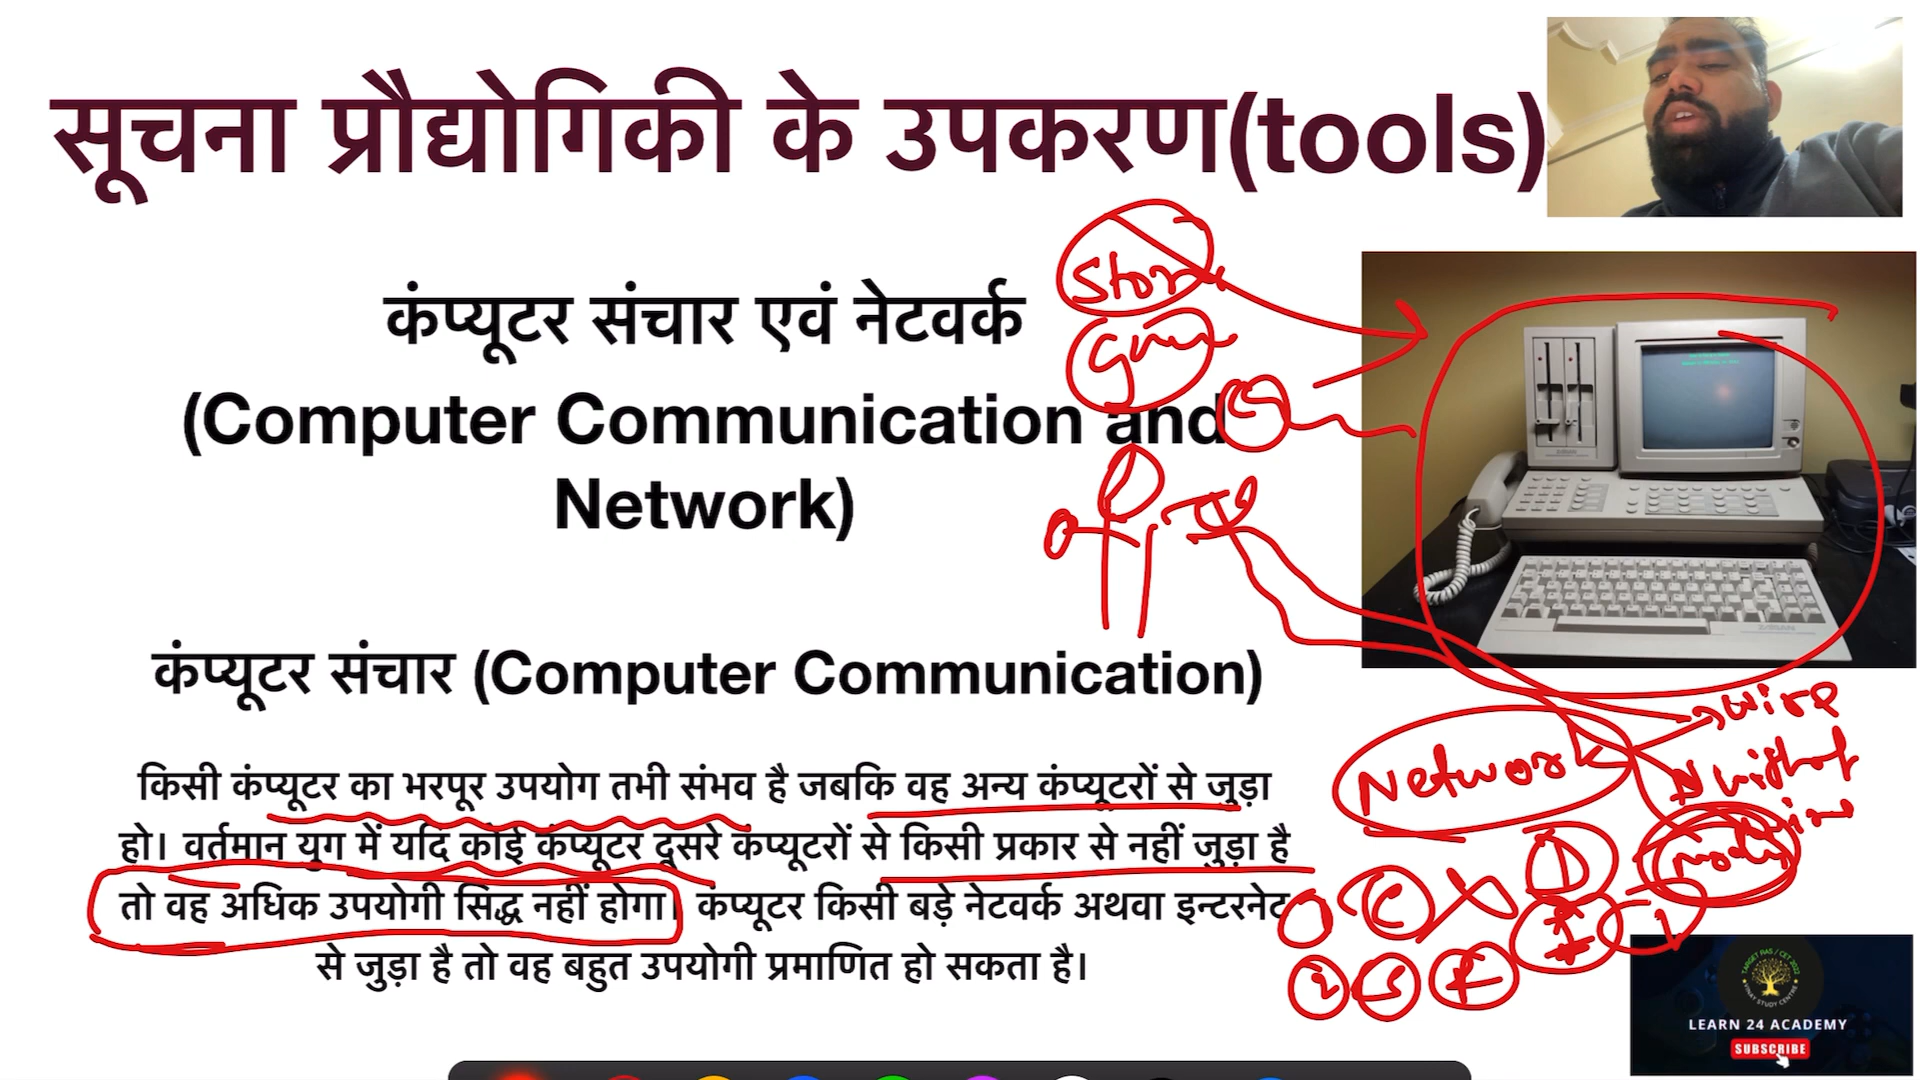 सूचना प्रौद्योगिकी के उपकरण(tools)
कंप्यूटर संचार एवं नेटवर्क
(Computer Communication and
Network)
कंप्यूटर संचार (Computer Communication)
किसी कंप्यूटर का भरपूर उपयोग तभी संभव है जबकि वह अन्य कंप्यूटरों से जुड़ा
हो। वर्तमान युग में यदि कोई कंप्यूटर दूसरे कंप्यूटरों से किसी प्रकार से नहीं जुड़ा है
तो वह अधिक उपयोगी सिद्ध नहीं होगा। कंप्यूटर किसी बड़े नेटवर्क अथवा इन्टरनेट
से जुड़ा है तो वह बहुत उपयोगी प्रमाणित हो सकता है।
Network
wire
LEARN 24 ACADEMY
SUBSCRIBE